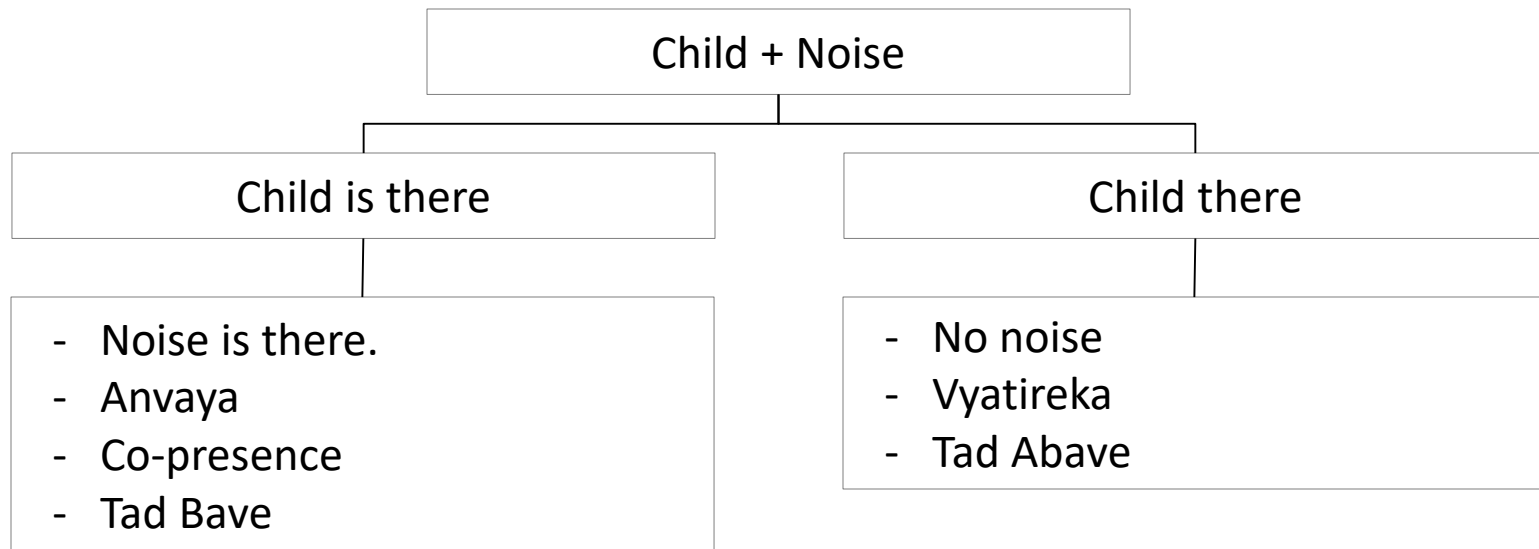 Child + Noise
Child is there
- Noise is there.
- Anvaya
- Co-presence
- Tad Bave
Child there
- No noise
- Vyatireka
- Tad Abave